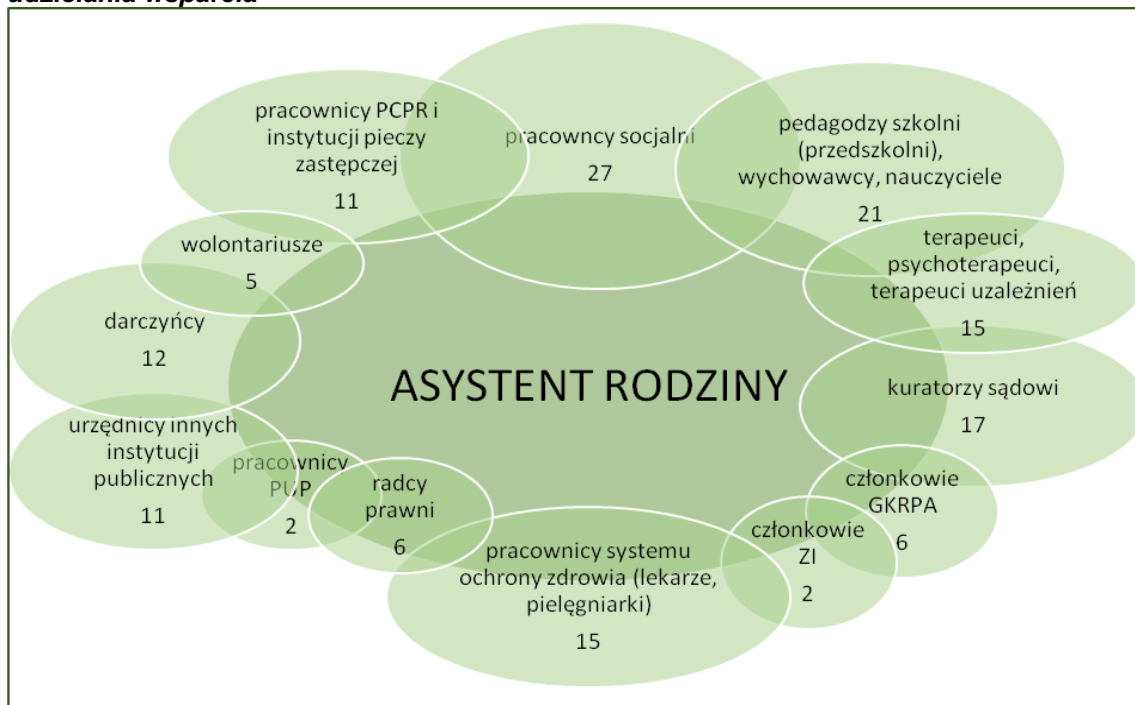 udzielania wsparcia
pracownicy PCPR i
instytucji pieczy
zastępczej
11
pracowncy socjalni
27
pedagodzy szkolni
(przedszkolni),
wychowawcy, nauczyciele
21
terapeuci,
psychoterapeuci,
terapeuci uzależnień
15
kuratorzy sądowi
17
członkowie
GKRPA
6
członkowie
ZI
2
pracownicy systemu
ochrony zdrowia (lekarze,
pielęgniarki)
15
radcy
prawni
6
pracownicy
PUP
2
urzędnicy innych
instytucji
publicznych
11
darczyńcy
12
wolontariusze
5
ASYSTENT RODZINY